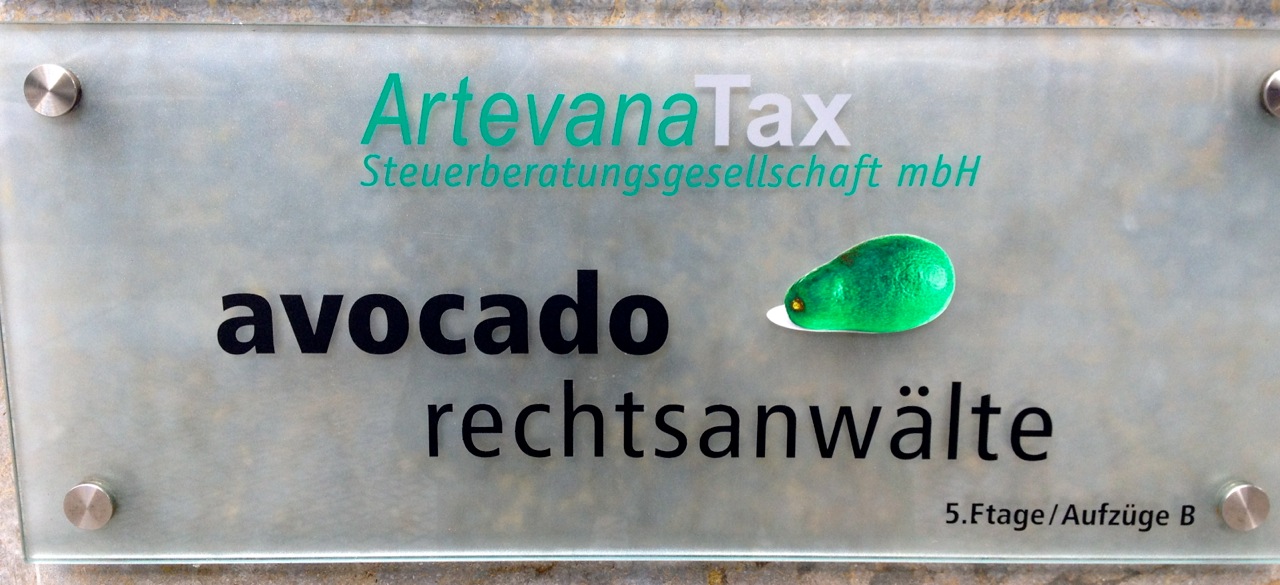 ArtevanaTax
Steuerberatungsgesellschaft mbH
avocado
rechtsanwälte
5.Ftage/Aufzüge B